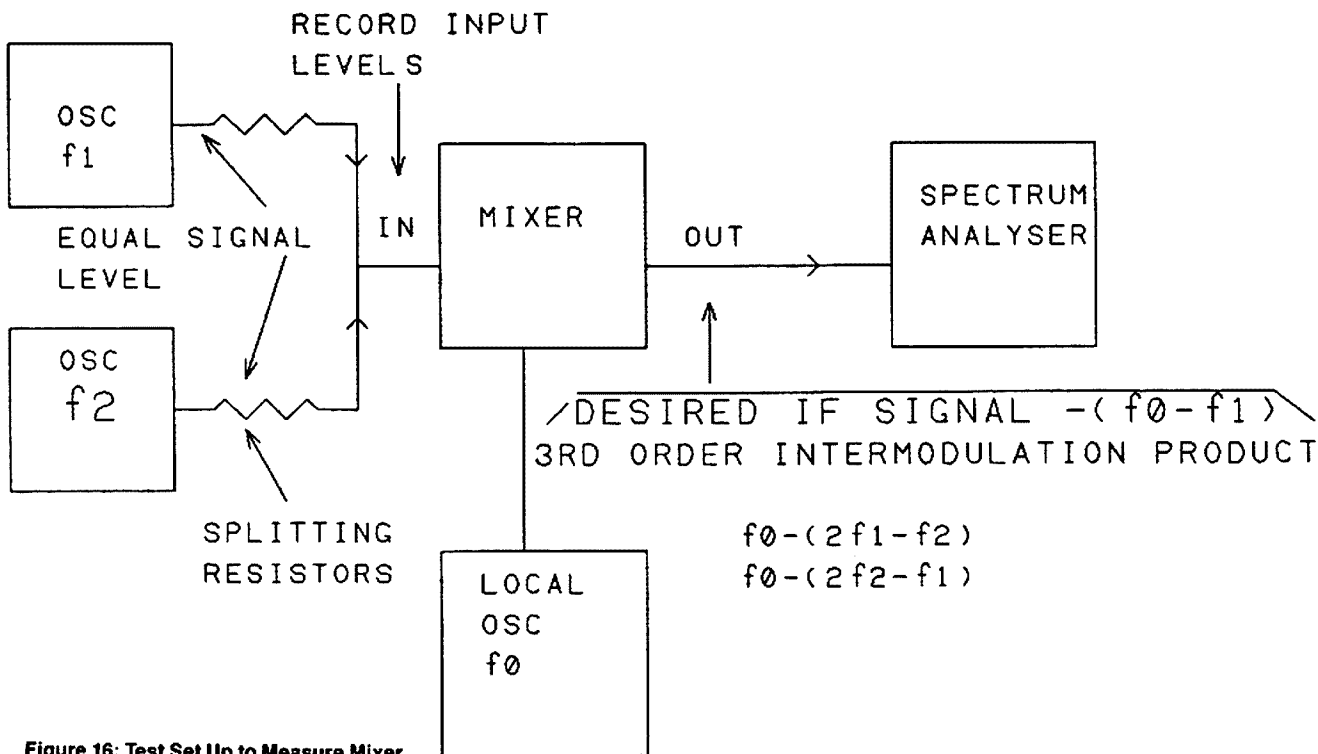 RECORD INPUT
LEVELS
OSC
f1
EQUAL SIGNAL
LEVEL
IN
MIXER
OUT
SPECTRUM
ANALYSER
OSC
f2
DESIRED IF SIGNAL -(f0-f1)
3RD ORDER INTERMODULATION PRODUCT
f0-(2f1-f2)
f0-(2f2-f1)
SPLITTING
RESISTORS
LOCAL
OSC
f0
Figure 16: Test Set Up to Measure Mixer